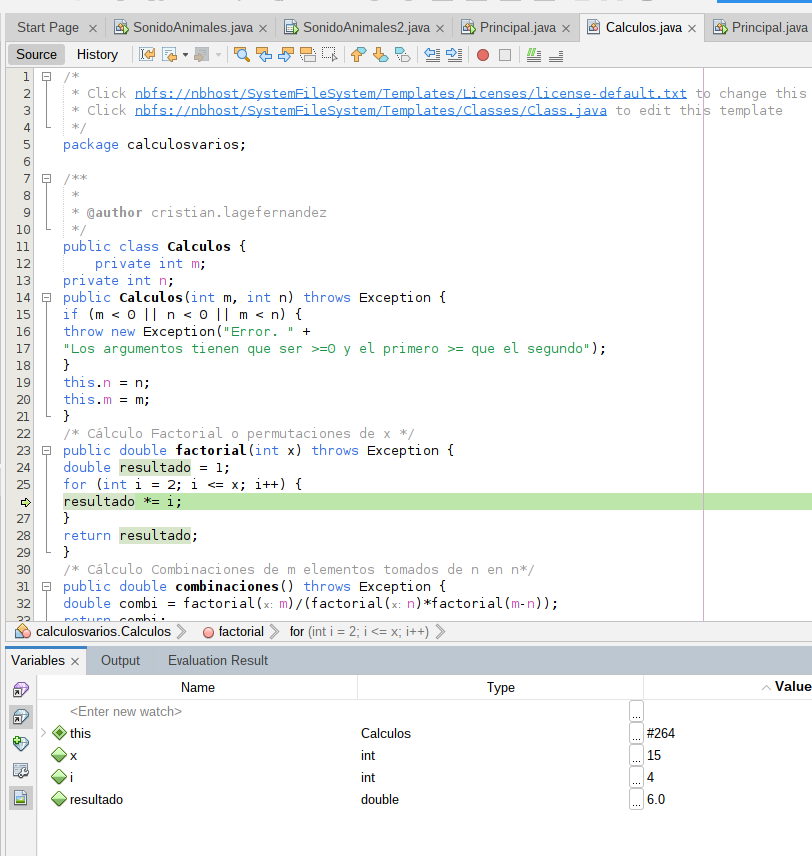 Start Page SonidoAnimales.java SonidoAnimales2.java Principal.java Calculos.java Principal.java
Source History
1 /*
2 * Click nbfs://nbhost/SystemFileSystem/Templates/Licenses/license-default.txt to change this
3 * Click nbfs://nbhost/SystemFileSystem/Templates/Classes/Class.java to edit this template
4 */
5 package calculosvarios;
6
7 /**
8 *
9 * @author cristian.lagefernandez
10 */
11 public class Calculos {
12 private int m;
13 private int n;
14 public Calculos(int m, int n) throws Exception {
15 if (m < 0 || n < 0 || m < n) {
16 throw new Exception("Error. " +
17 "Los argumentos tienen que ser >=0 y el primero >= que el segundo");
18 }
19 this.n = n;
20 this.m = m;
21 }
22 /* Cálculo Factorial o permutaciones de x */
23 public double factorial(int x) throws Exception {
24 double resultado = 1;
25 for (int i = 2; i <= x; i++) {
resultado *= i;
27 }
28 return resultado;
29 }
30 /* Cálculo Combinaciones de m elementos tomados de n en n*/
31 public double combinaciones() throws Exception {
32 double combi = factorial(x: m)/(factorial(x: n)*factorial(m-n));
33 return combi;
calculosvarios.Calculos factorial for (int i = 2; i <= x; i++)
Variables Output Evaluation Result
Name Type Value
<Enter new watch> ...
this Calculos ... #264
x int ... 15
i int ... 4
resultado double ... 6.0